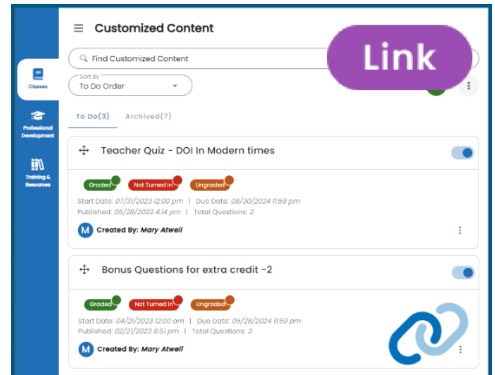 Customized Content
Link
Find Customized Content
Sort By
To Do Order
Classes
Professional
Development
Training &
Resources
To Do(3) Archived(7)
Teacher Quiz - DOI In Modern times
Graded Not Turned In Ungraded
Start Date: 07/31/2023 12:00 pm | Due Date: 08/30/2024 11:59 pm
Published: 06/28/2023 4:14 pm | Total Questions: 2
M Created By: Mary Atwell
Bonus Questions for extra credit -2
Graded Not Turned In Ungraded
Start Date: 04/21/2023 12:00 am | Due Date: 06/28/2024 11:59 pm
Published: 02/21/2023 6:51 pm | Total Questions: 3
M Created By: Mary Atwell